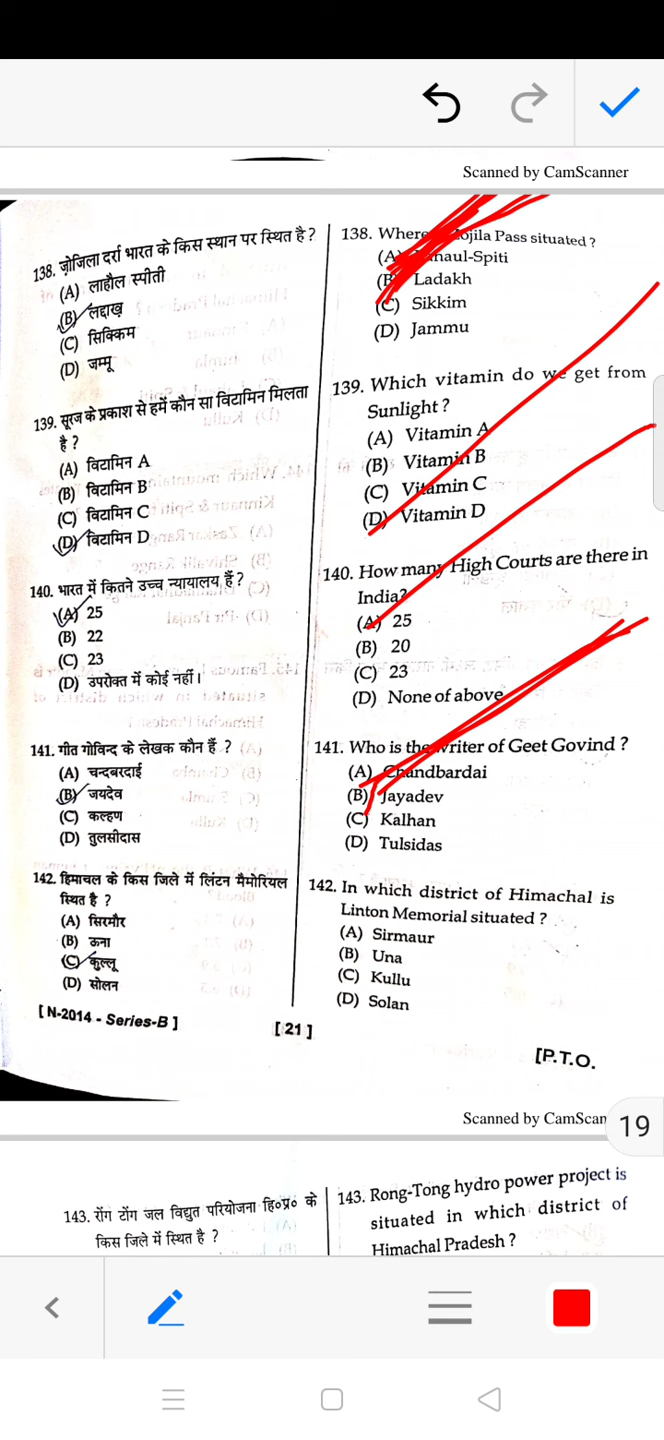 Scanned by CamScanner
138. ज़ोजिला दर्रा भारत के किस स्थान पर स्थित है ?
(A) लाहौल स्पीती
(B) लद्दाख़
(C) सिक्किम
(D) जम्मू
139. सूरज के प्रकाश से हमें कौन सा विटामिन मिलता
है ?
(A) विटामिन A
(B) विटामिन B
(C) विटामिन C
(D) विटामिन D
140. भारत में कितने उच्च न्यायालय हैं ?
(A) 25
(B) 22
(C) 23
(D) उपरोक्त में कोई नहीं।
141. गीत गोविन्द के लेखक कौन हैं ?
(A) चन्दबरदाई
(B) जयदेव
(C) कल्हण
(D) तुलसीदास
142. हिमाचल के किस जिले में लिंटन मैमोरियल
स्थित है ?
(A) सिरमौर
(B) ऊना
(C) कुल्लू
(D) सोलन
138. Where Pass situated ?
(A)
(B) Ladakh
(C) Sikkim
(D) Jammu
139. Which vitamin do we get from
Sunlight ?
(A) Vitamin A
(B) Vitamin B
(C) Vitamin C
(D) Vitamin D
140. How many High Courts are there in
India?
(A) 25
(B) 20
(C) 23
(D) None of above
141. Who is the writer of Geet Govind ?
(A) Chandbardai
(B) Jayadev
(C) Kalhan
(D) Tulsidas
142. In which district of Himachal is
Linton Memorial situated ?
(A) Sirmaur
(B) Una
(C) Kullu
(D) Solan
[ N-2014 - Series-B ]
[ 21 ]
[P.T.O.
Scanned by CamScan
19
143. रोंग टोंग जल विद्युत परियोजना हि०प्र० के
किस जिले में स्थित है ?
143. Rong-Tong hydro power project is
situated in which district of
Himachal Pradesh ?